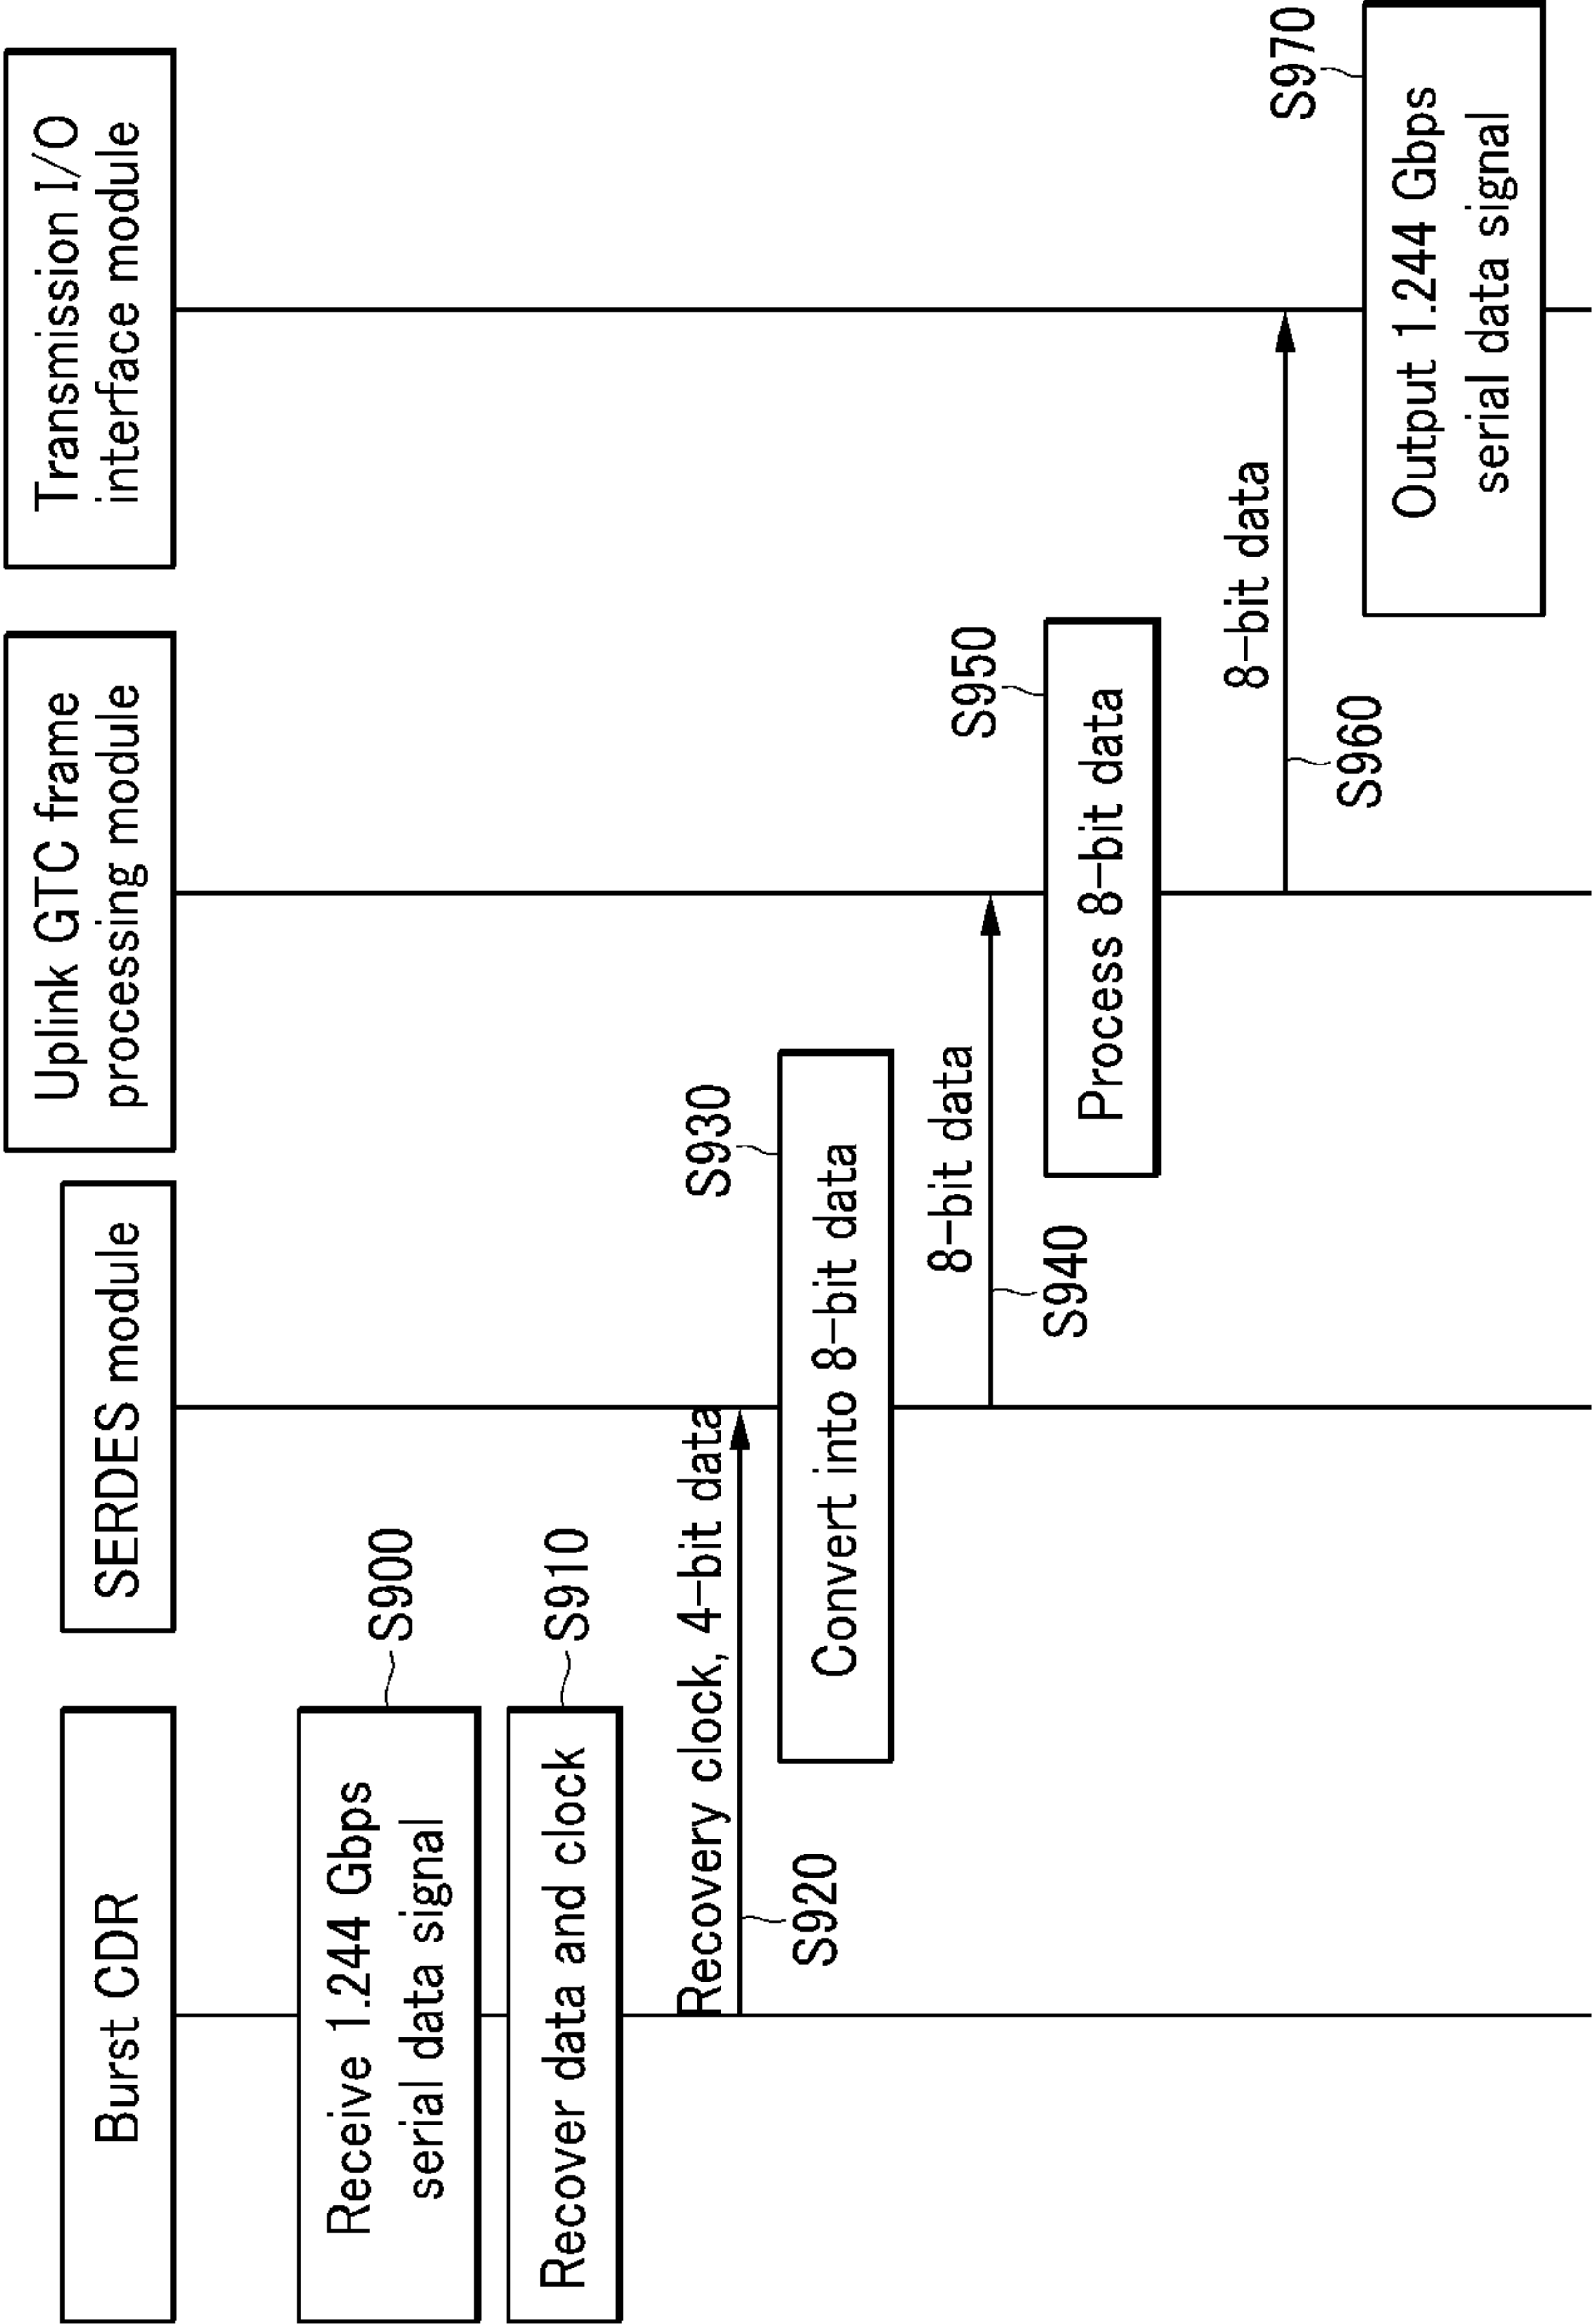 Burst CDR
SERDES module
Uplink GTC frame
processing module
Transmission I/O
interface module
Receive 1.244 Gbps
serial data signal
S900
Recover data and clock
S910
Recovery clock, 4-bit data
S920
Convert into 8-bit data
S930
8-bit data
S940
Process 8-bit data
S950
8-bit data
S960
Output 1.244 Gbps
serial data signal
S970